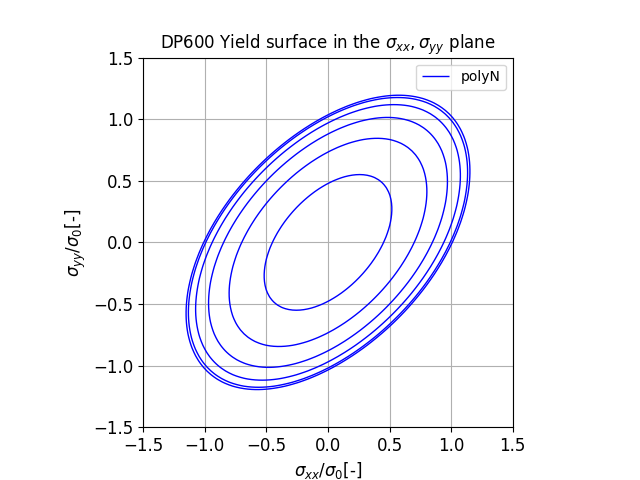 DP600 Yield surface in the σxx, σyy plane
polyN
1.5
1.0
0.5
0.0
−0.5
−1.0
−1.5
σyy/σ0[-]
−1.5 −1.0 −0.5 0.0 0.5 1.0 1.5
σxx/σ0[-]